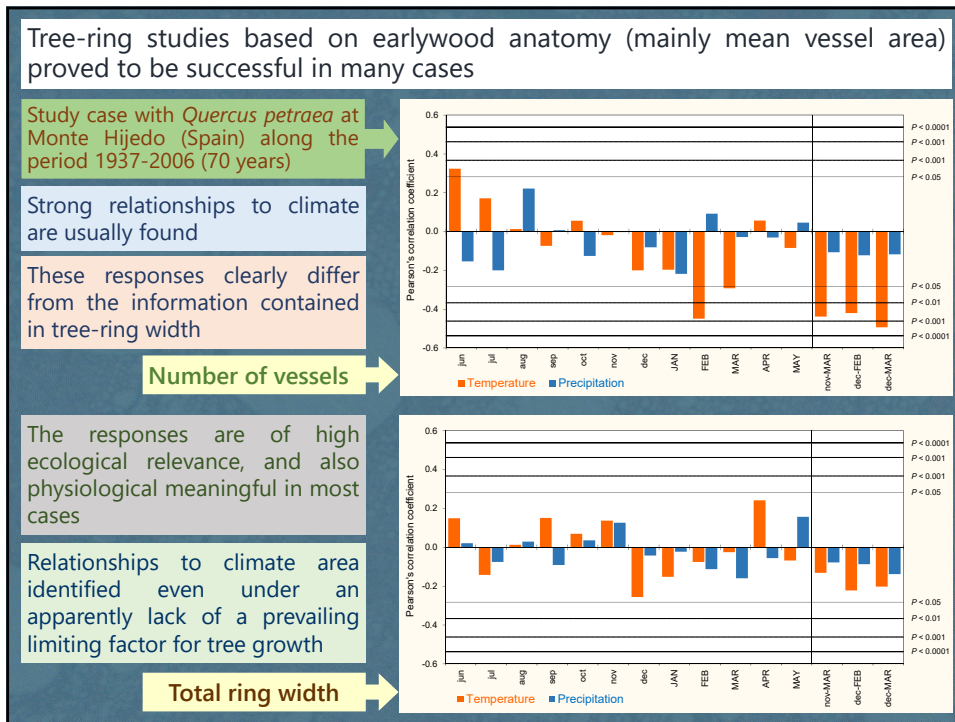 Tree-ring studies based on earlywood anatomy (mainly mean vessel area)
proved to be successful in many cases
Study case with Quercus petraea at
Monte Hijedo (Spain) along the
period 1937-2006 (70 years)
Strong relationships to climate
are usually found
These responses clearly differ
from the information contained
in tree-ring width
Number of vessels
Pearson's correlation coefficient
0.6
0.4
0.2
0.0
-0.2
-0.4
-0.6
P < 0.0001
P < 0.001
P < 0.001
P < 0.05
P < 0.05
P < 0.01
P < 0.001
P < 0.0001
jun
jul
aug
sep
oct
nov
dec
JAN
FEB
MAR
APR
MAY
nov-MAR
dec-FEB
dec-MAR
Temperature
Precipitation
The responses are of high
ecological relevance, and also
physiological meaningful in most
cases
Relationships to climate area
identified even under an
apparently lack of a prevailing
limiting factor for tree growth
Total ring width
Pearson's correlation coefficient
0.6
0.4
0.2
0.0
-0.2
-0.4
-0.6
P < 0.0001
P < 0.001
P < 0.001
P < 0.05
P < 0.05
P < 0.01
P < 0.001
P < 0.0001
jun
jul
aug
sep
oct
nov
dec
JAN
FEB
MAR
APR
MAY
nov-MAR
dec-FEB
dec-MAR
Temperature
Precipitation